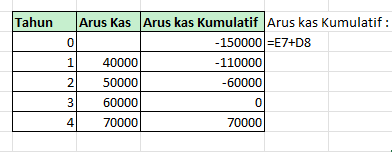 Tahun Arus Kas Arus kas Kumulatif Arus kas Kumulatif :
0 -150000 =E7+D8
1 40000 -110000
2 50000 -60000
3 60000 0
4 70000 70000